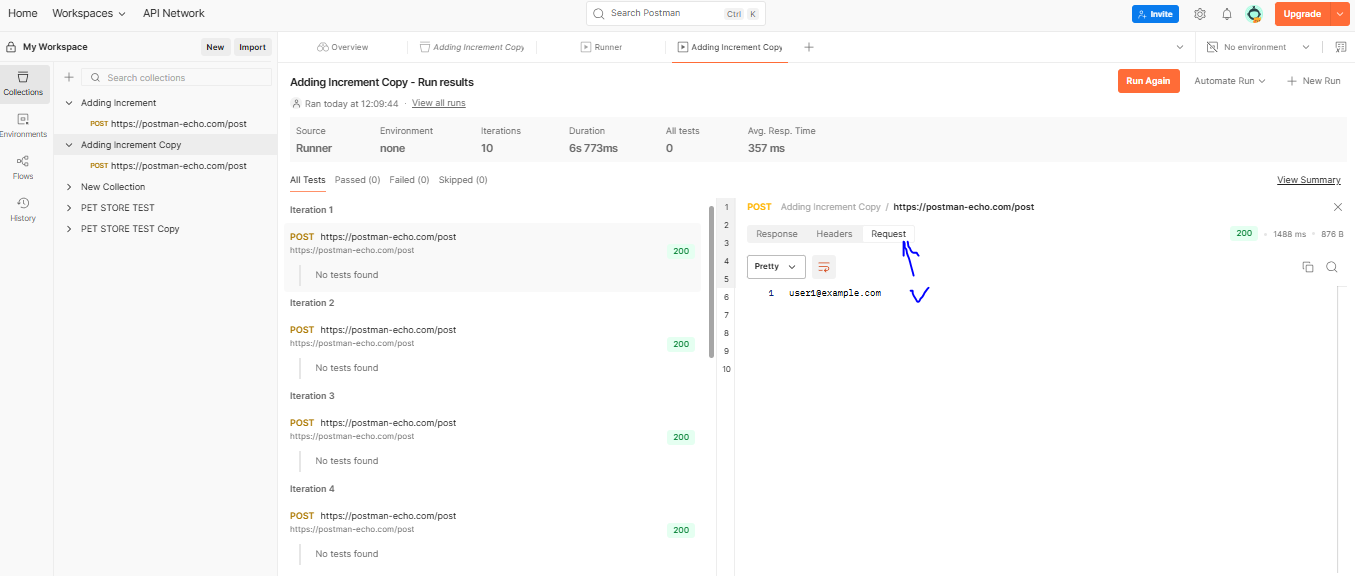 Home Workspaces API Network Search Postman Ctrl K Invite Upgrade
My Workspace New Import Overview Adding Increment Copy Runner Adding Increment Copy No environment
Collections
Environments
Flows
History
Search collections
Adding Increment
POST https://postman-echo.com/post
Adding Increment Copy
POST https://postman-echo.com/post
New Collection
PET STORE TEST
PET STORE TEST Copy
Adding Increment Copy - Run results Run Again Automate Run New Run
Ran today at 12:09:44 · View all runs
Source Environment Iterations Duration All tests Avg. Resp. Time
Runner none 10 6s 773ms 0 357 ms
All Tests Passed (0) Failed (0) Skipped (0) View Summary
Iteration 1
POST https://postman-echo.com/post
https://postman-echo.com/post 200
No tests found
Iteration 2
POST https://postman-echo.com/post
https://postman-echo.com/post 200
No tests found
Iteration 3
POST https://postman-echo.com/post
https://postman-echo.com/post 200
No tests found
Iteration 4
POST https://postman-echo.com/post
https://postman-echo.com/post 200
No tests found
1
2
3
4
5
6
7
8
9
10
POST Adding Increment Copy / https://postman-echo.com/post
Response Headers Request 200 1488 ms 876 B
Pretty
1 user1@example.com